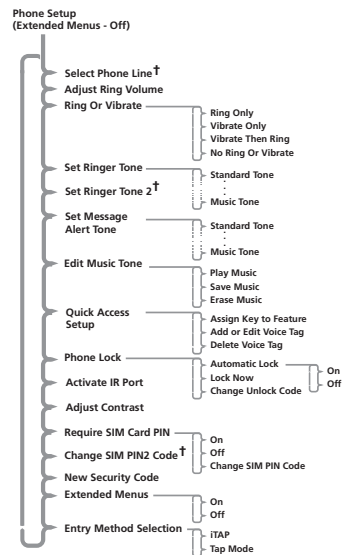 Phone Setup
(Extended Menus - Off)
Select Phone Line†
Adjust Ring Volume
Ring Or Vibrate
Ring Only
Vibrate Only
Vibrate Then Ring
No Ring Or Vibrate
Set Ringer Tone
Standard Tone
Music Tone
Set Ringer Tone 2†
Set Message
Alert Tone
Standard Tone
Music Tone
Edit Music Tone
Play Music
Save Music
Erase Music
Quick Access
Setup
Assign Key to Feature
Add or Edit Voice Tag
Delete Voice Tag
Phone Lock
Automatic Lock
On
Off
Lock Now
Change Unlock Code
Activate IR Port
Adjust Contrast
Require SIM Card PIN
On
Off
Change SIM PIN Code
Change SIM PIN2 Code†
New Security Code
Extended Menus
On
Off
Entry Method Selection
iTAP
Tap Mode